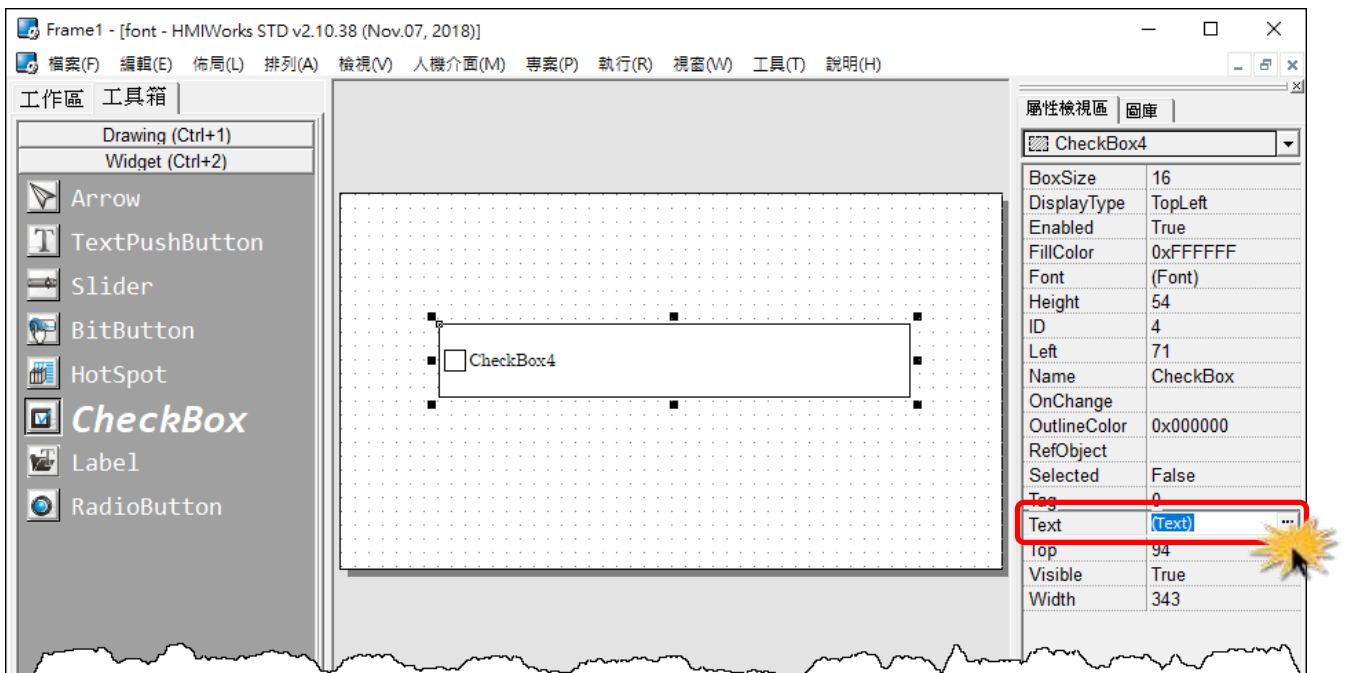 Frame1 - [font - HMIWorks STD v2.10.38 (Nov.07, 2018)]
檔案(F) 編輯(E) 佈局(L) 排列(A) 檢視(V) 人機介面(M) 專案(P) 執行(R) 視窗(W) 工具(T) 說明(H)
工作區 工具箱
Drawing (Ctrl+1)
Widget (Ctrl+2)
Arrow
TextPushButton
Slider
BitButton
HotSpot
CheckBox
Label
RadioButton
CheckBox4
屬性檢視區 圖庫
CheckBox4
BoxSize 16
DisplayType TopLeft
Enabled True
FillColor 0xFFFFFF
Font (Font)
Height 54
ID 4
Left 71
Name CheckBox
OnChange
OutlineColor 0x000000
RefObject
Selected False
Tag 0
Text (Text) ...
Top 94
Visible True
Width 343